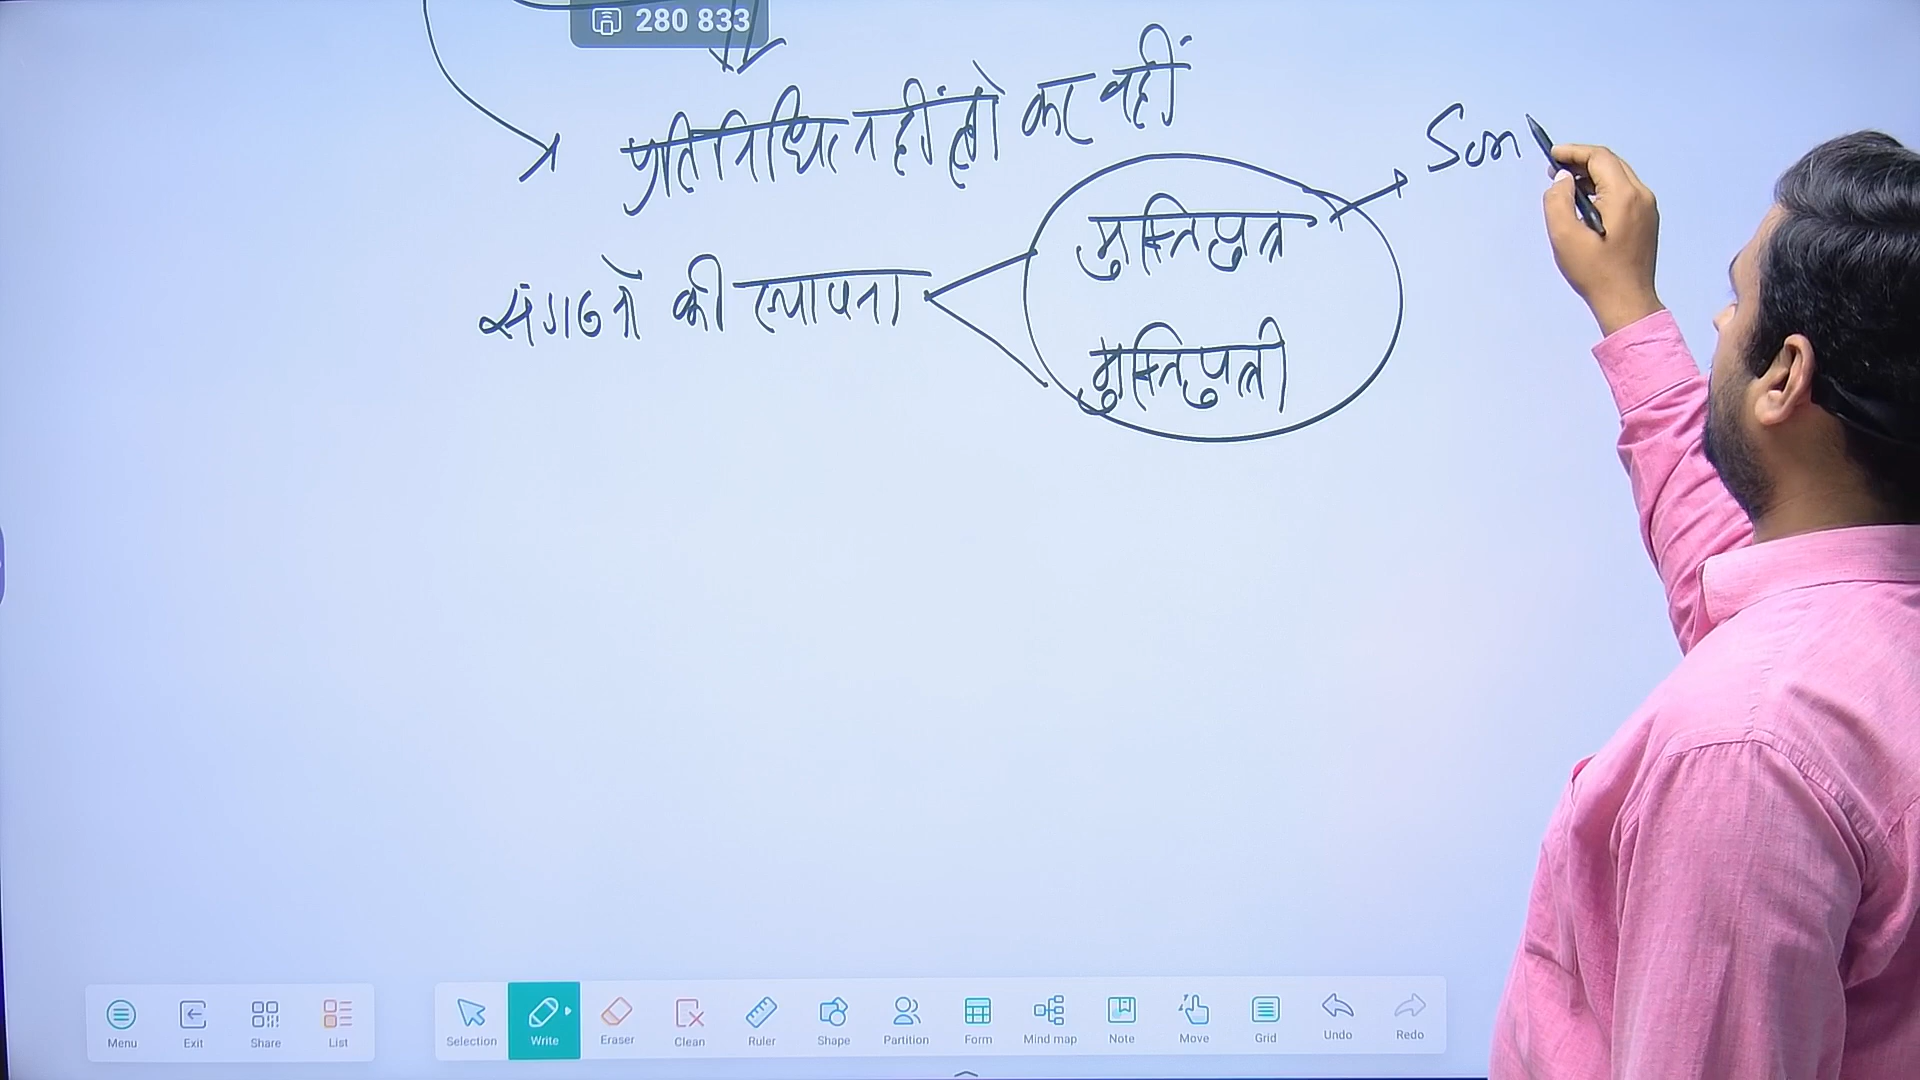 280 833
प्रतिनिधि नहीं हो कर वहीं
Son
मुक्तिपुत्र
संगठनों की स्थापना
मुक्तिपुत्री
Menu
Exit
Share
List
Selection
Write
Eraser
Clean
Ruler
Shape
Partition
Form
Mind map
Note
Move
Grid
Undo
Redo